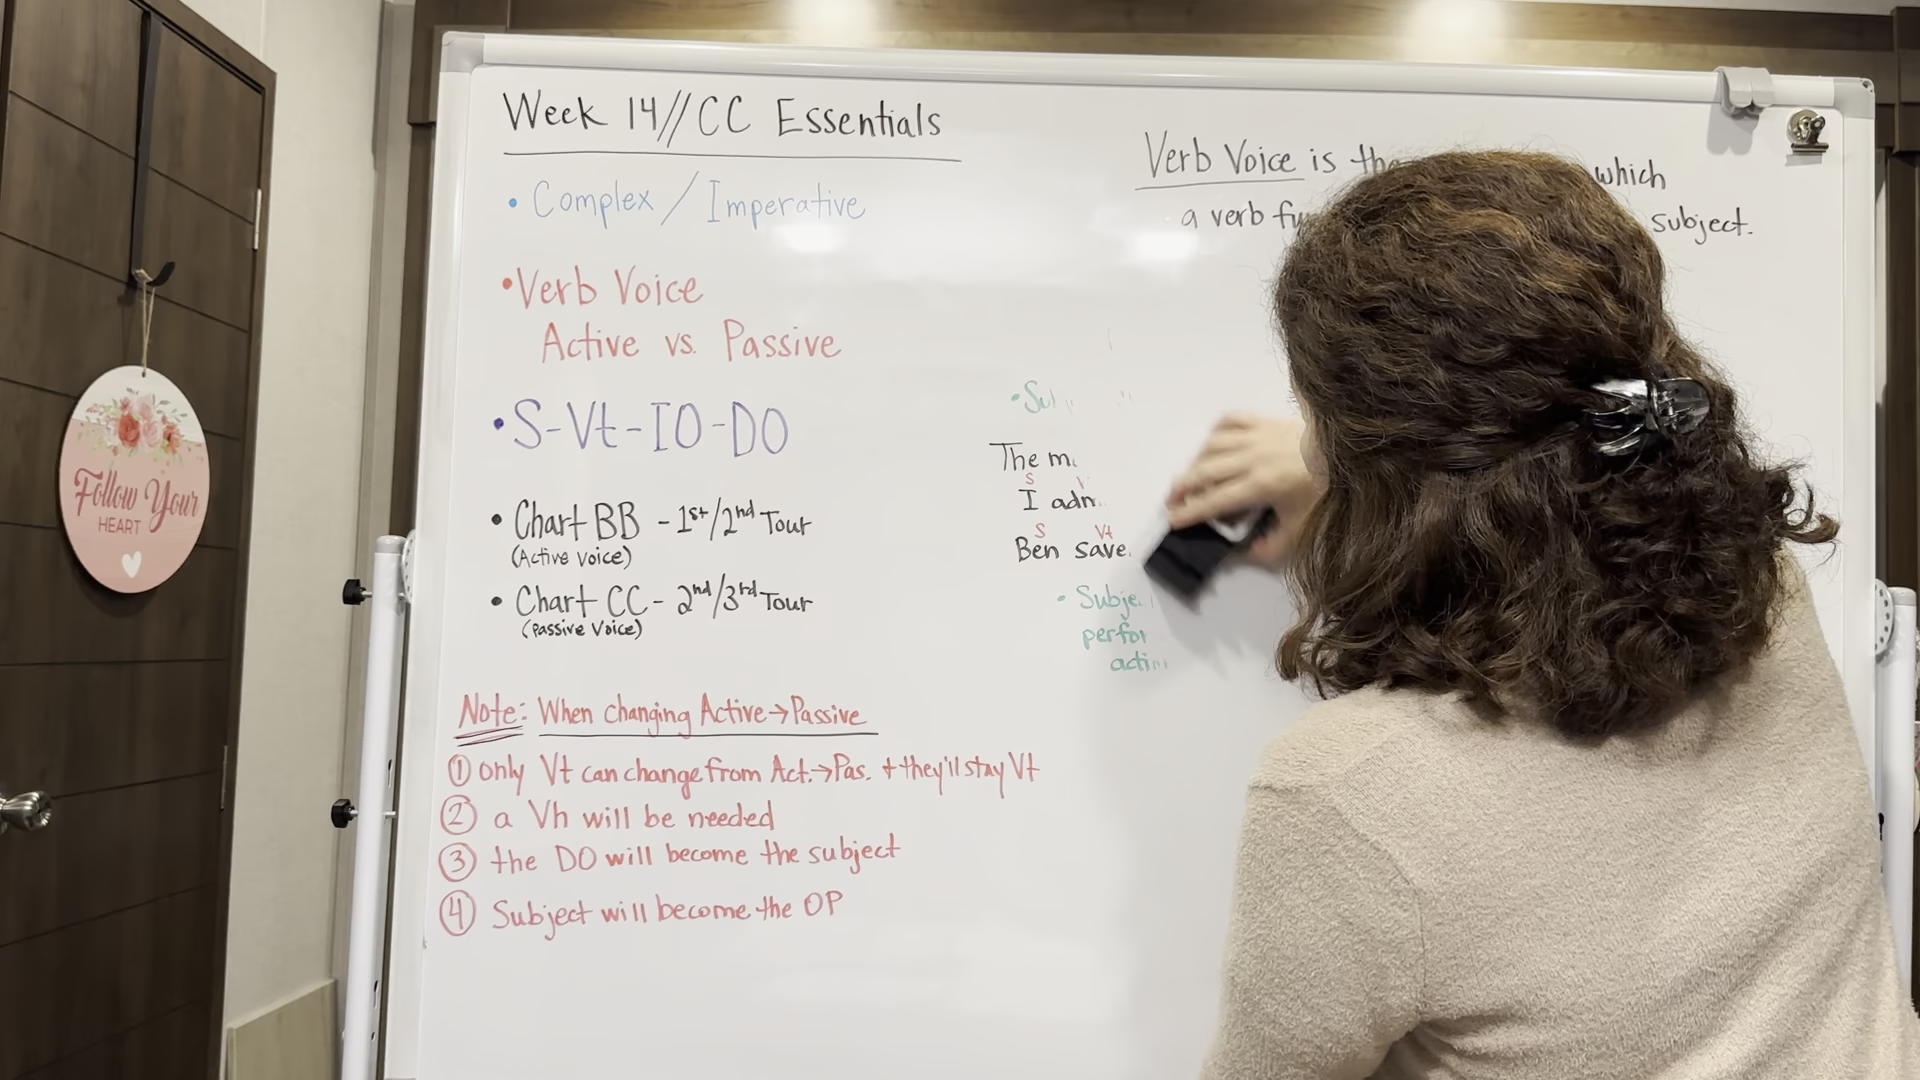 Week 14//CC Essentials
• Complex / Imperative
• Verb Voice
Active vs. Passive
• S-Vt-IO-DO
• Chart BB - 1st/2nd Tour
(Active Voice)
• Chart CC - 2nd/3rd Tour
(Passive Voice)
Note: When changing Active→Passive
① only Vt can change from Act.→Pas. + they'll stay Vt
② a Vh will be needed
③ the DO will become the subject
④ Subject will become the OP
Verb Voice is which
a verb subject.
The
S
I
S Vt
Ben save
Follow Your
HEART